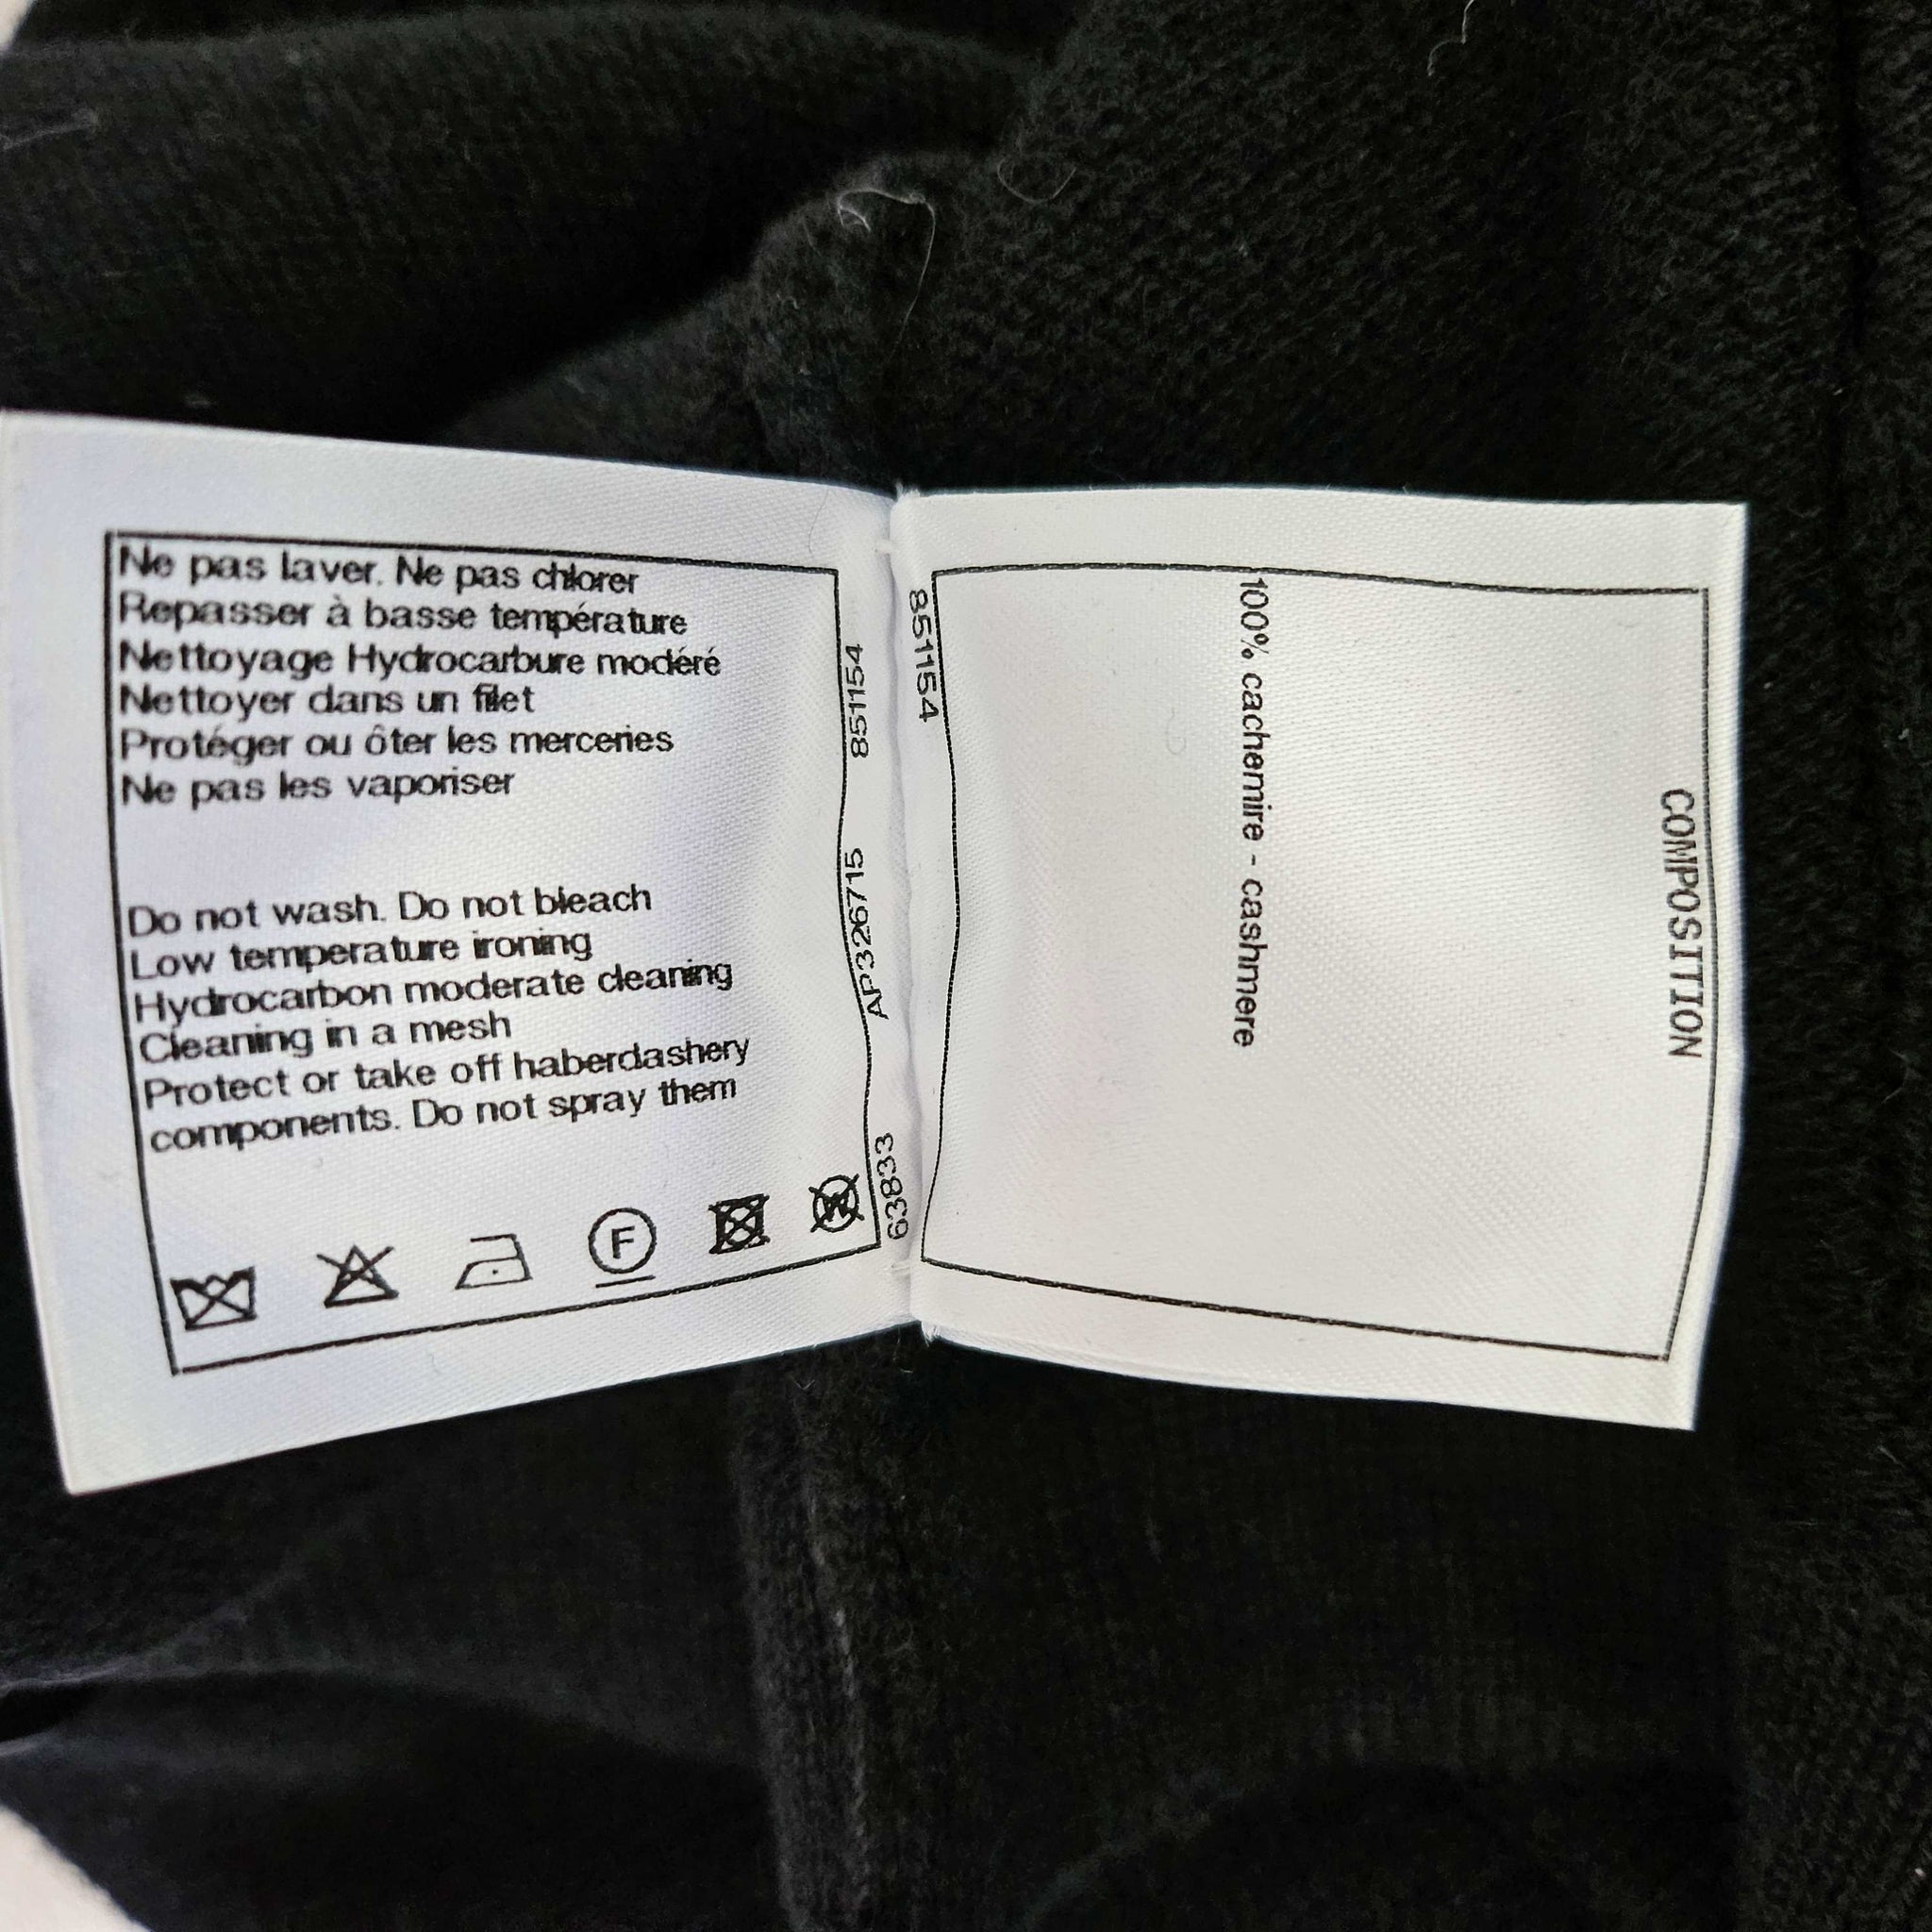 Ne pas laver. Ne pas chlorer
Repasser à basse température
Nettoyage Hydrocarbure modéré
Nettoyer dans un filet
Protéger ou ôter les merceries
Ne pas les vaporiser
Do not wash. Do not bleach
Low temperature ironing
Hydrocarbon moderate cleaning
Cleaning in a mesh
Protect or take off haberdashery
components. Do not spray them
F
W
63833 AP326715 851154
851154
COMPOSITION
100% cachemire - cashmere